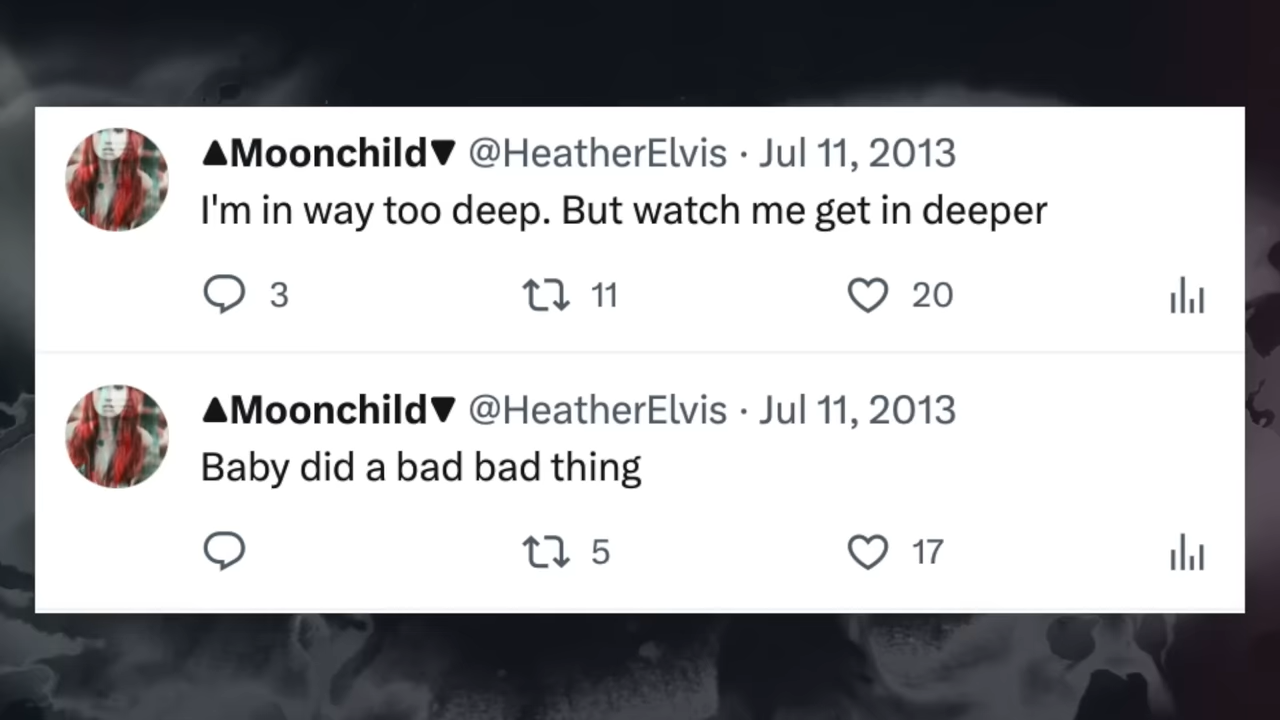 ▲Moonchild▼ @HeatherElvis · Jul 11, 2013
I'm in way too deep. But watch me get in deeper
3 11 20
▲Moonchild▼ @HeatherElvis · Jul 11, 2013
Baby did a bad bad thing
5 17